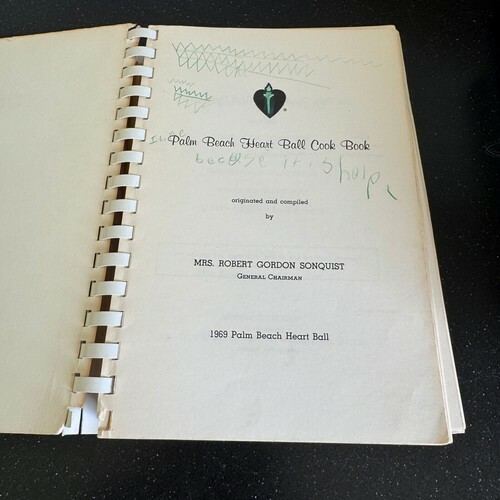 Palm Beach Heart Ball Cook Book
because it is
originated and compiled
by
MRS. ROBERT GORDON SONQUIST
GENERAL CHAIRMAN
1969 Palm Beach Heart Ball